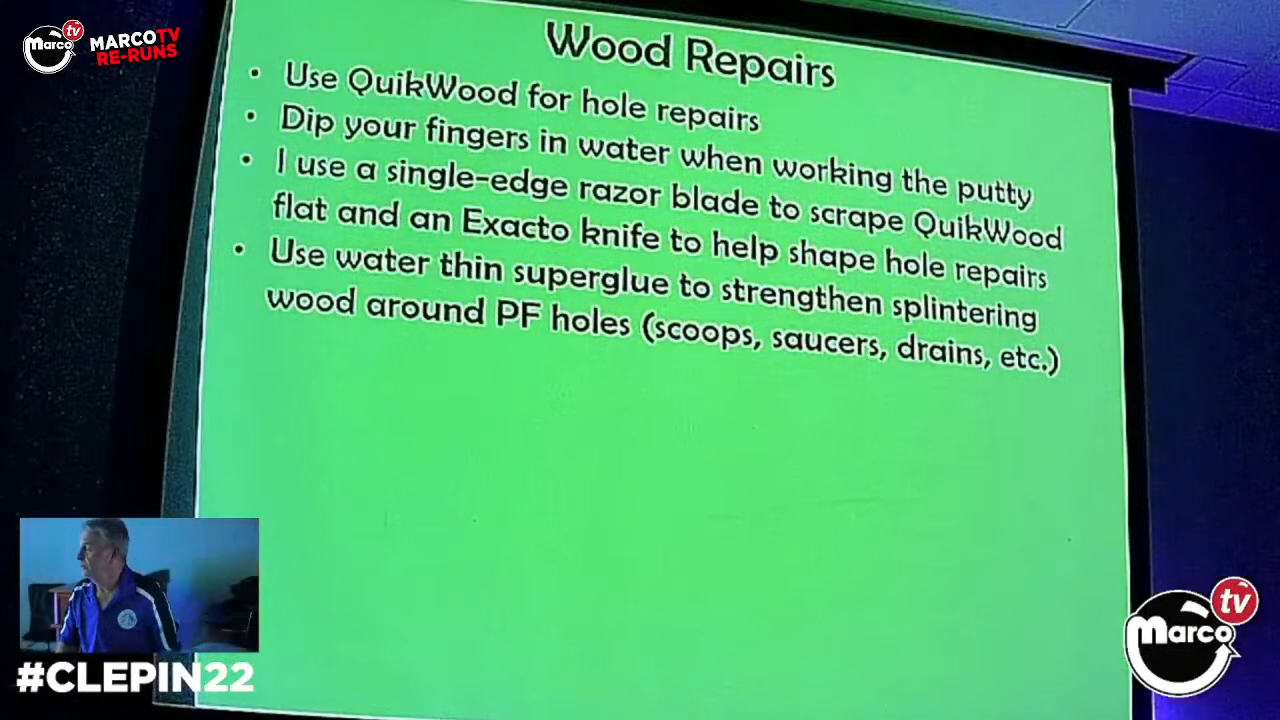 marco tv
MARCOTV
RE-RUNS
Wood Repairs
• Use QuikWood for hole repairs
• Dip your fingers in water when working the putty
• I use a single-edge razor blade to scrape QuikWood
flat and an Exacto knife to help shape hole repairs
• Use water thin superglue to strengthen splintering
wood around PF holes (scoops, saucers, drains, etc.)
#CLEPIN22
marco tv